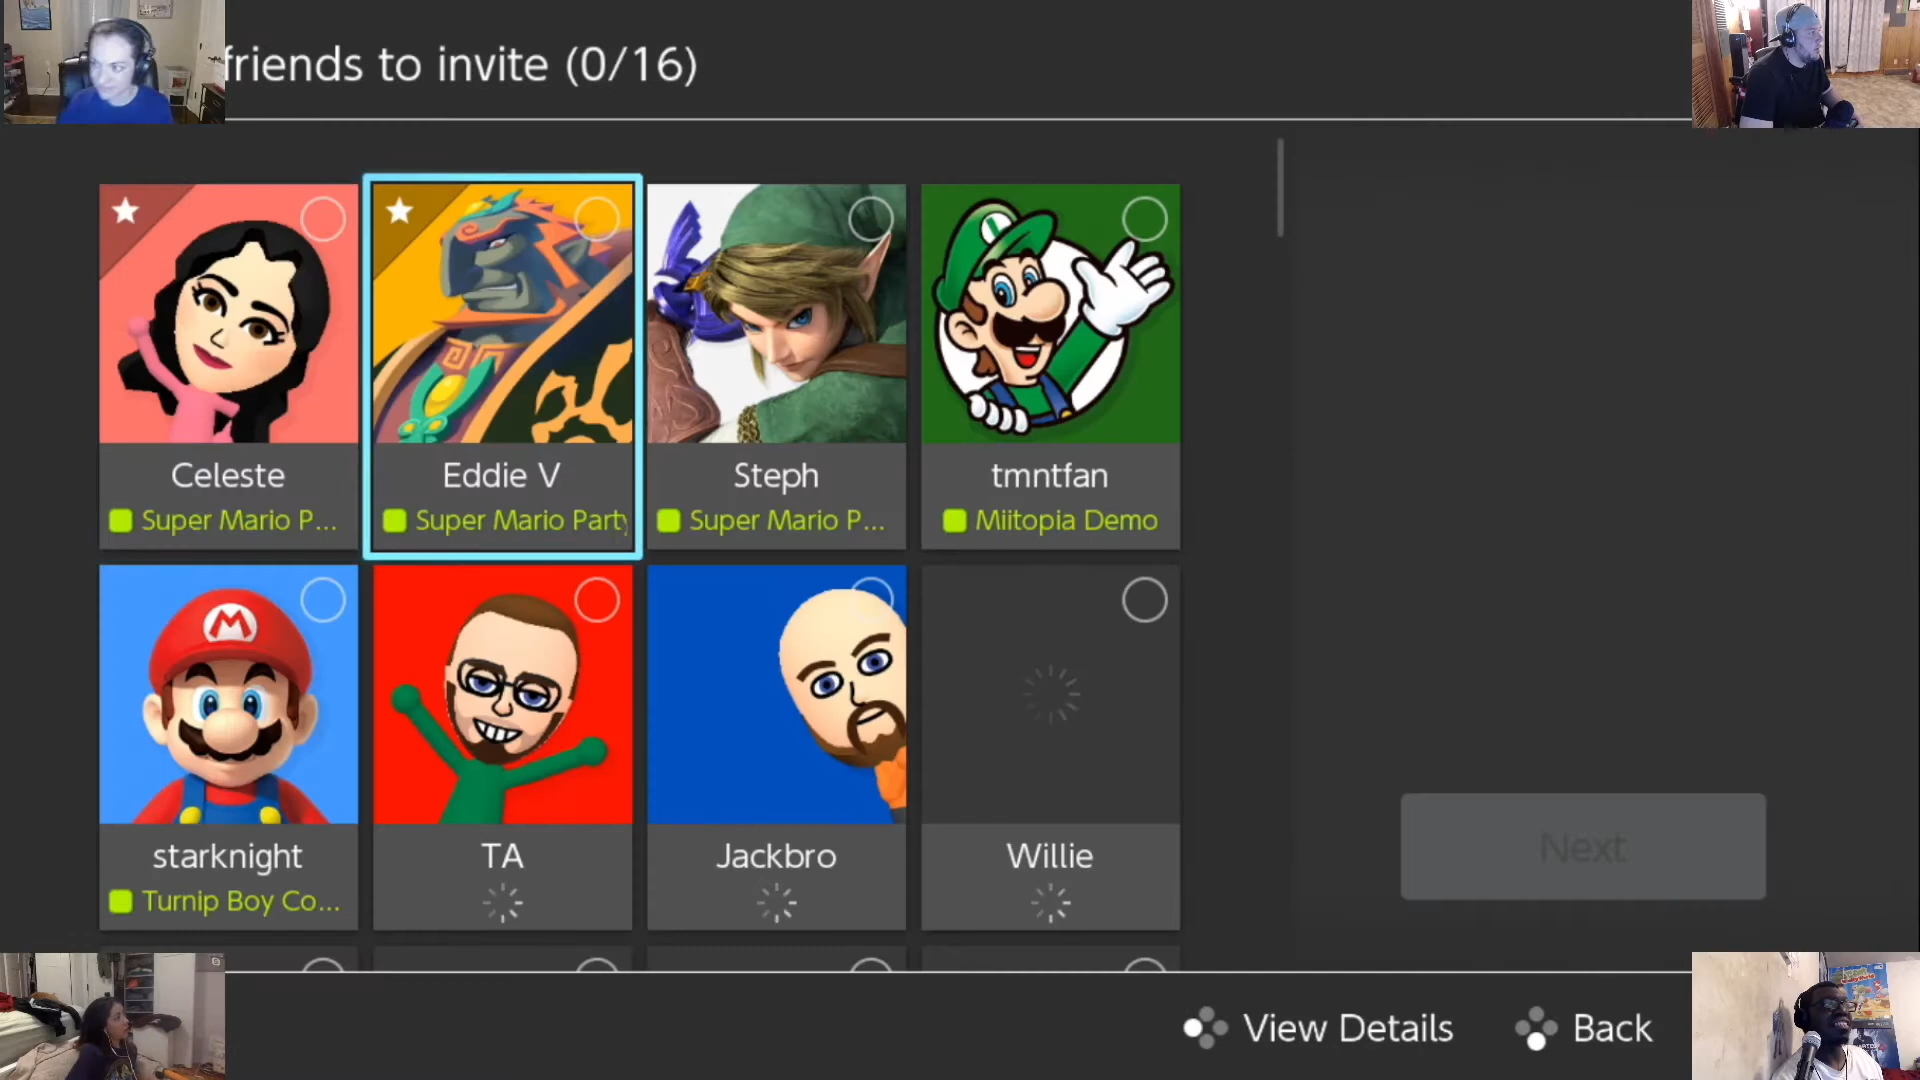 friends to invite (0/16)
Celeste
Super Mario P...
Eddie V
Super Mario Party
Steph
Super Mario P...
tmntfan
Miitopia Demo
starknight
Turnip Boy Co...
TA
Jackbro
Willie
Next
View Details
Back